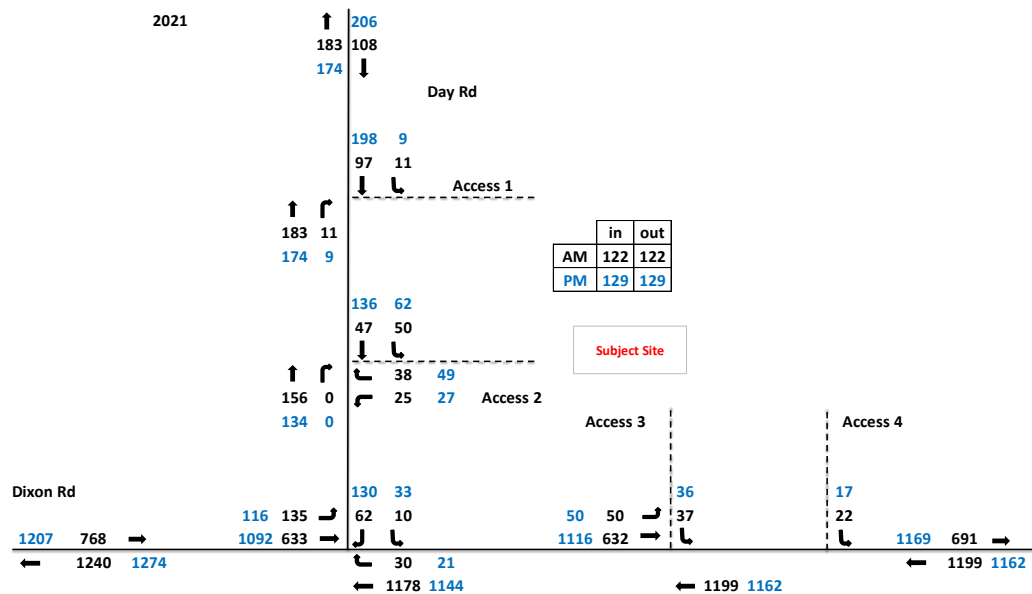 2021 206
183 108
174
Day Rd
198 9
97 11
Access 1
183 11
174 9
in out
AM 122 122
PM 129 129
136 62
47 50
Subject Site
38 49
156 0 25 27 Access 2
134 0
Access 3 Access 4
Dixon Rd 130 33 36 17
116 135 62 10 50 50 37 22
1207 768 1092 633 1116 632 1169 691
1240 1274 30 21 1199 1162
1178 1144 1199 1162